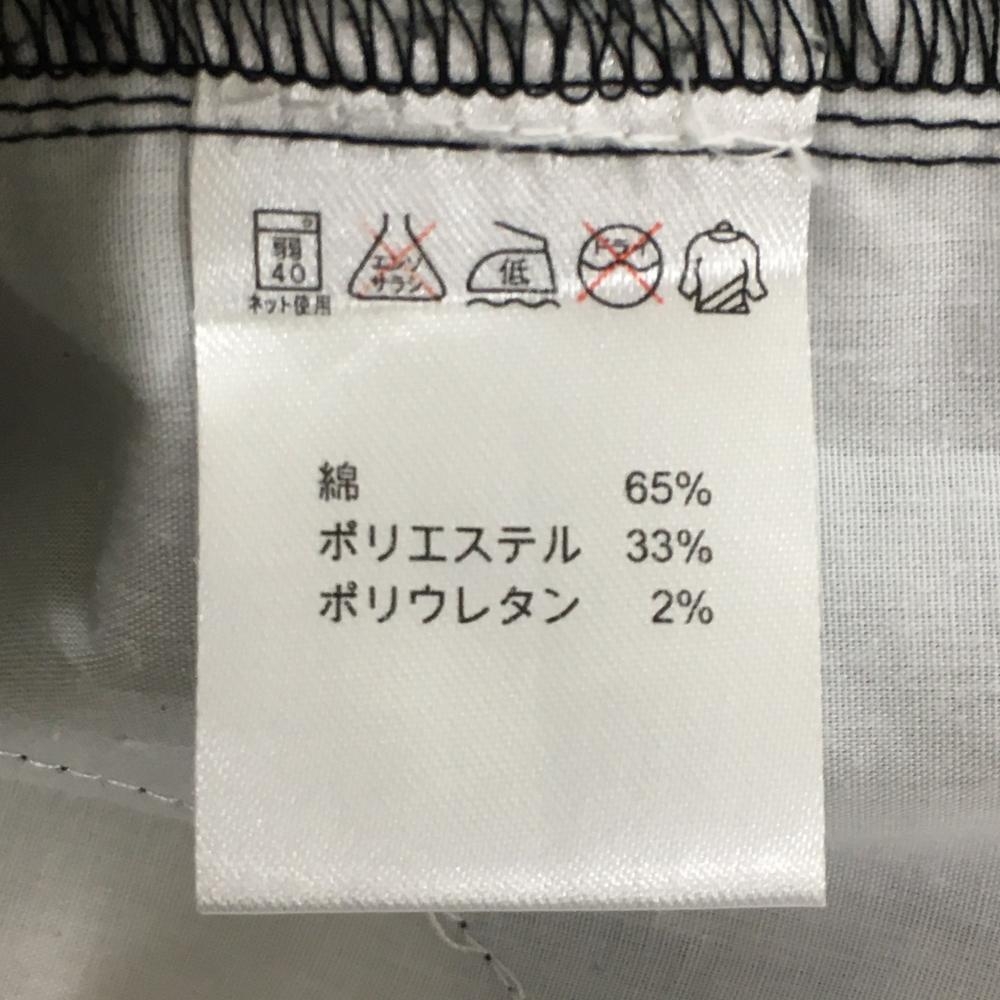 弱
40
ネット使用
エンソ
サラシ
低
ドライ
綿 65%
ポリエステル 33%
ポリウレタン 2%